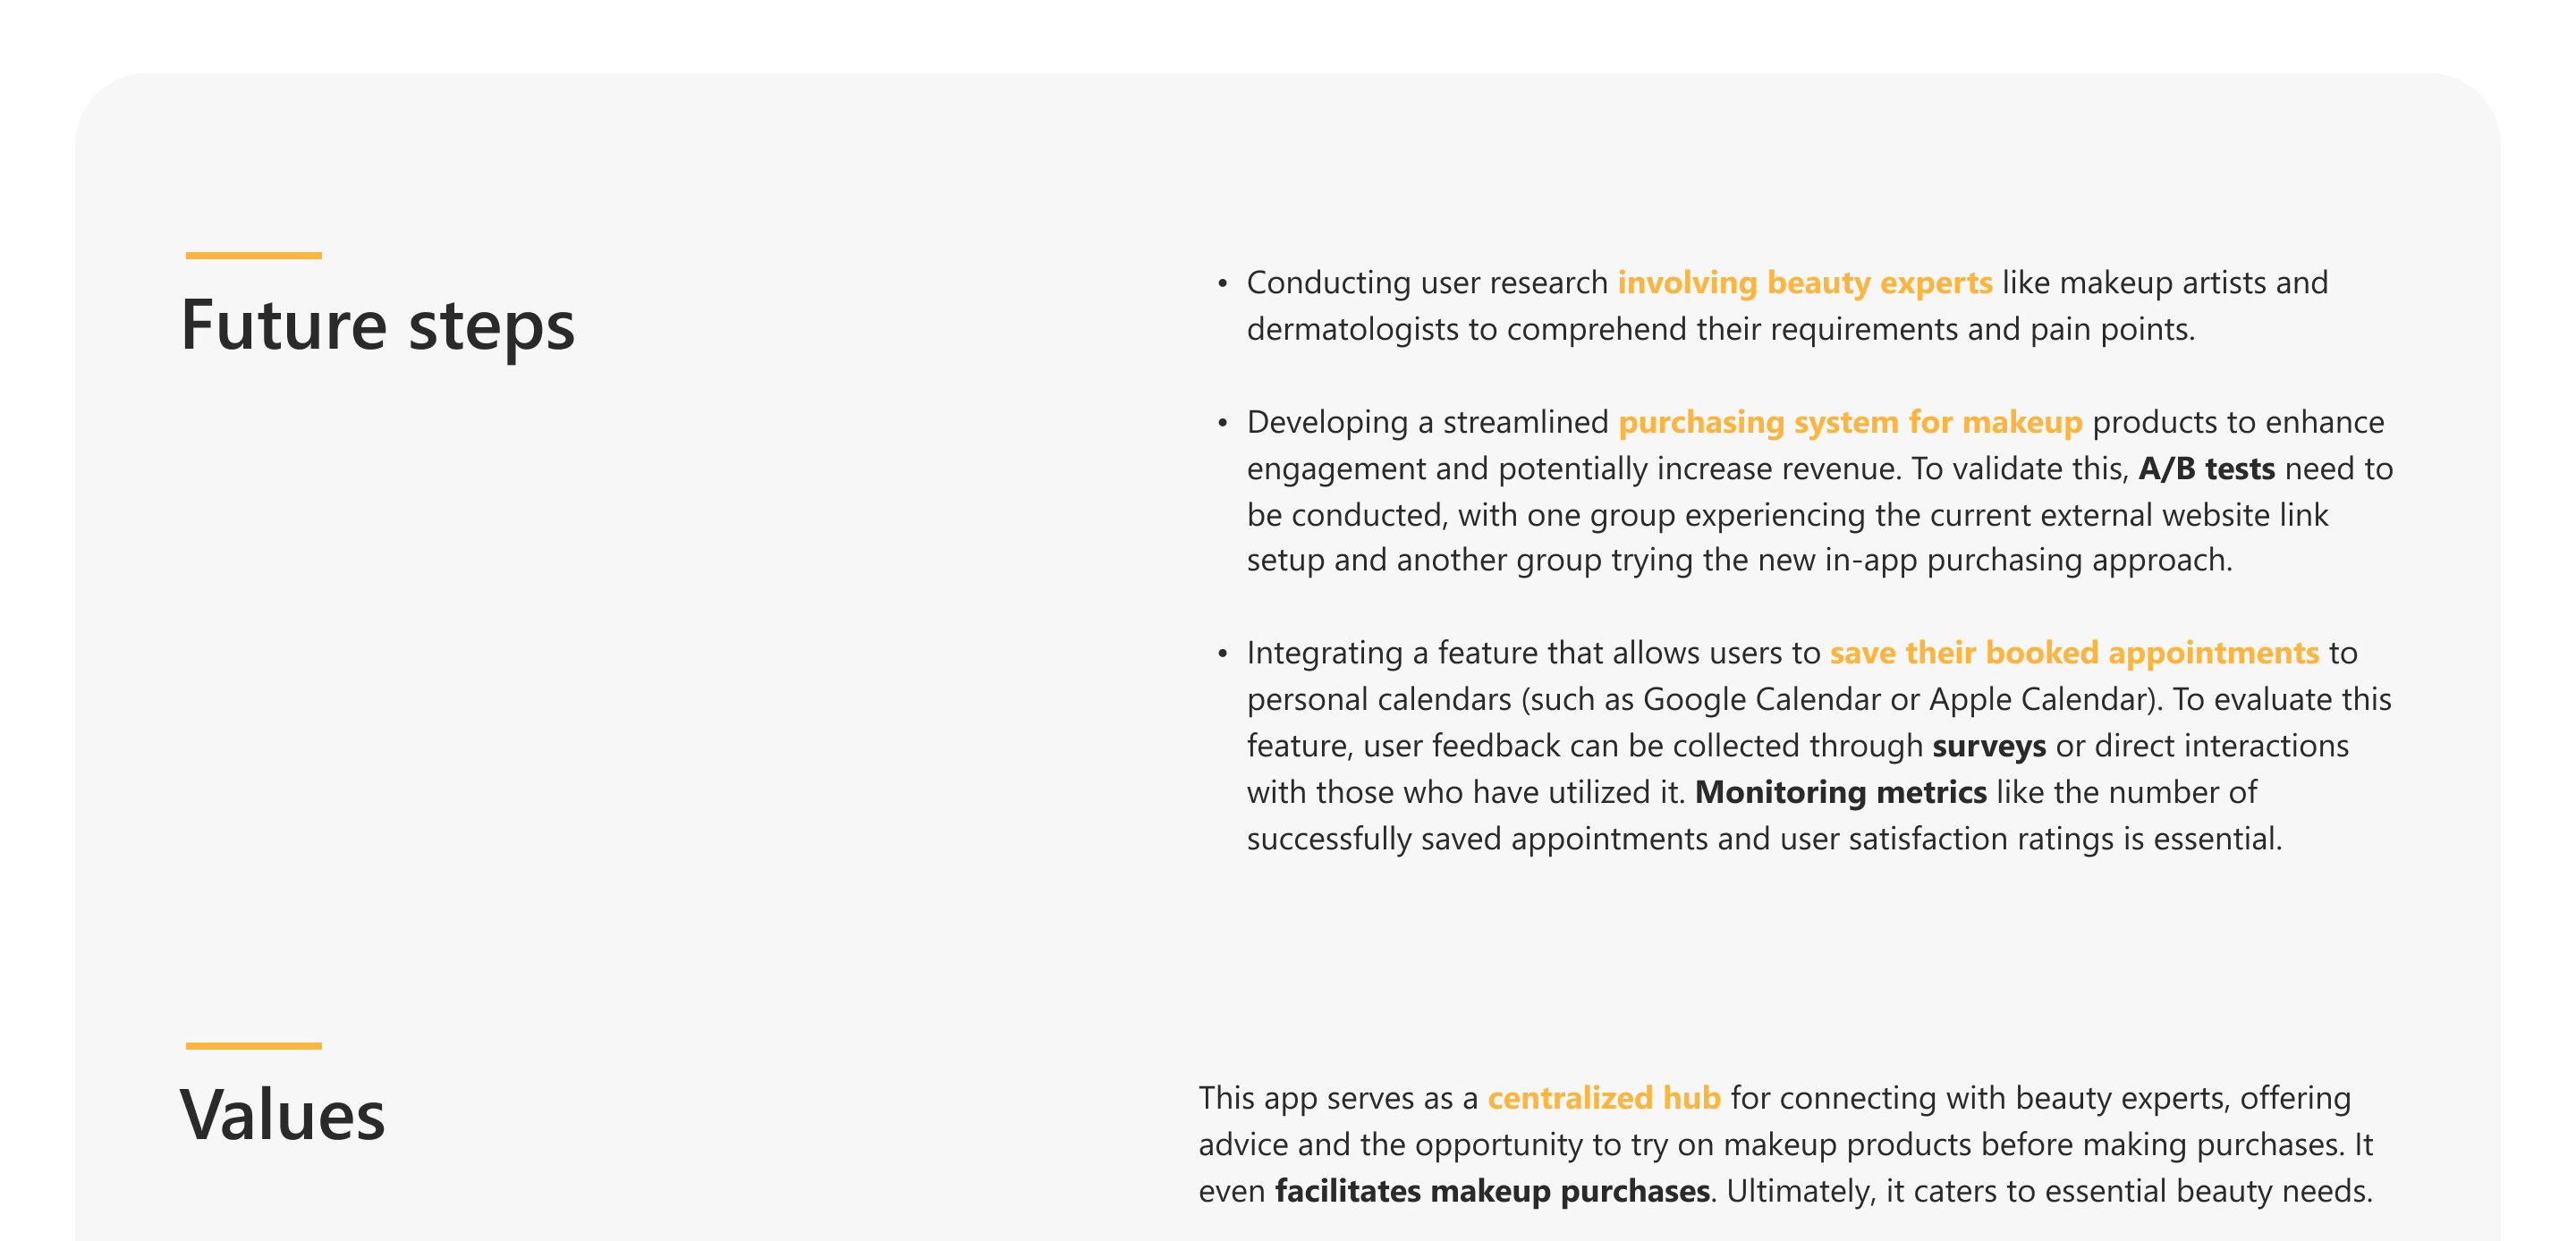 Future steps
• Conducting user research involving beauty experts like makeup artists and
dermatologists to comprehend their requirements and pain points.
• Developing a streamlined purchasing system for makeup products to enhance
engagement and potentially increase revenue. To validate this, A/B tests need to
be conducted, with one group experiencing the current external website link
setup and another group trying the new in-app purchasing approach.
• Integrating a feature that allows users to save their booked appointments to
personal calendars (such as Google Calendar or Apple Calendar). To evaluate this
feature, user feedback can be collected through surveys or direct interactions
with those who have utilized it. Monitoring metrics like the number of
successfully saved appointments and user satisfaction ratings is essential.
Values
This app serves as a centralized hub for connecting with beauty experts, offering
advice and the opportunity to try on makeup products before making purchases. It
even facilitates makeup purchases. Ultimately, it caters to essential beauty needs.